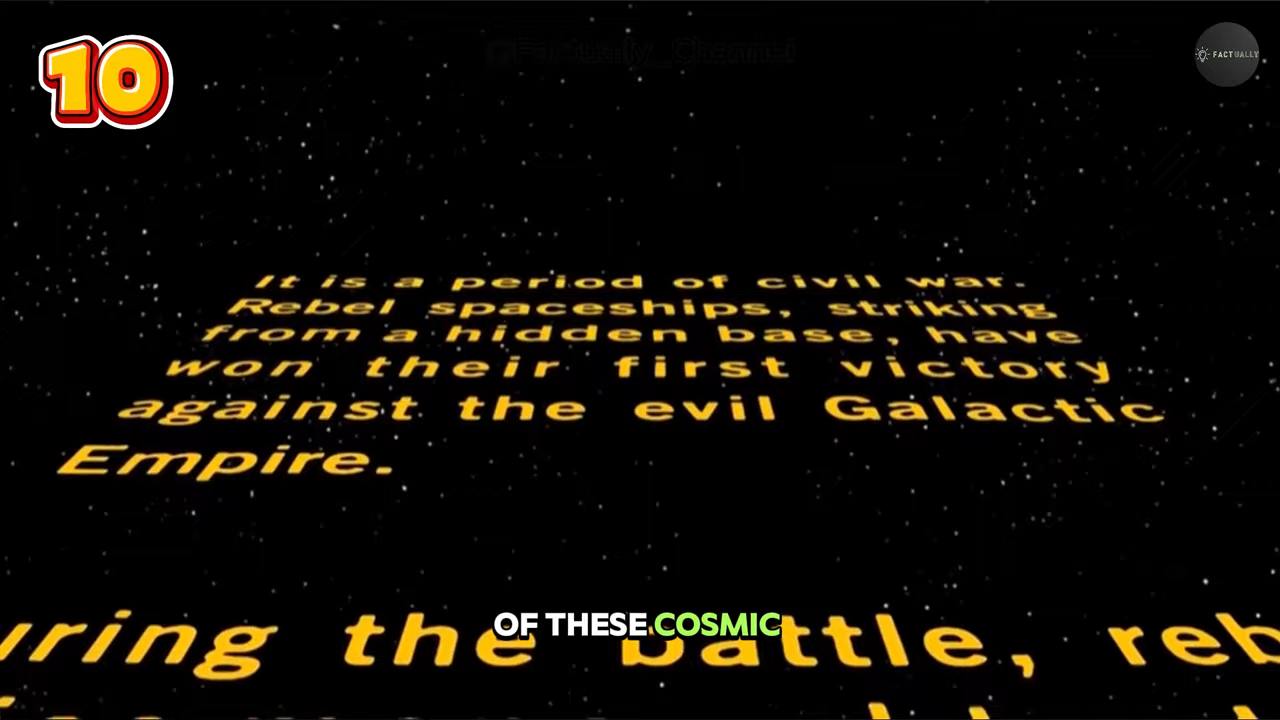 10
FACTUALLY
It is a period of civil war.
Rebel spaceships, striking
from a hidden base, have
won their first victory
against the evil Galactic
Empire.
OF THESE COSMIC
the battle,